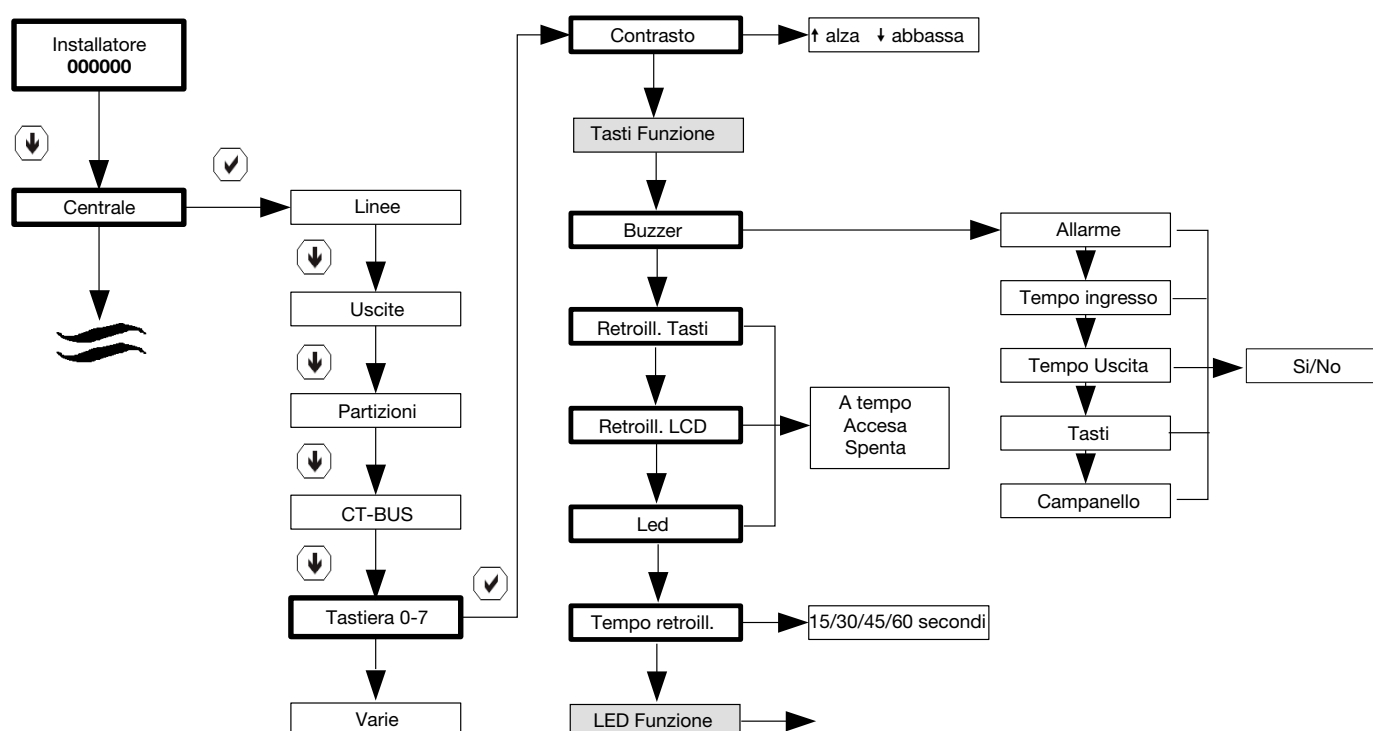 Installatore
000000
Centrale
Linee
Uscite
Partizioni
CT-BUS
Tastiera 0-7
Varie
Contrasto
↑ alza ↓ abbassa
Tasti Funzione
Buzzer
Retroill. Tasti
Retroill. LCD
Led
A tempo
Accesa
Spenta
Tempo retroill.
15/30/45/60 secondi
LED Funzione
Allarme
Tempo ingresso
Tempo Uscita
Tasti
Campanello
Si/No